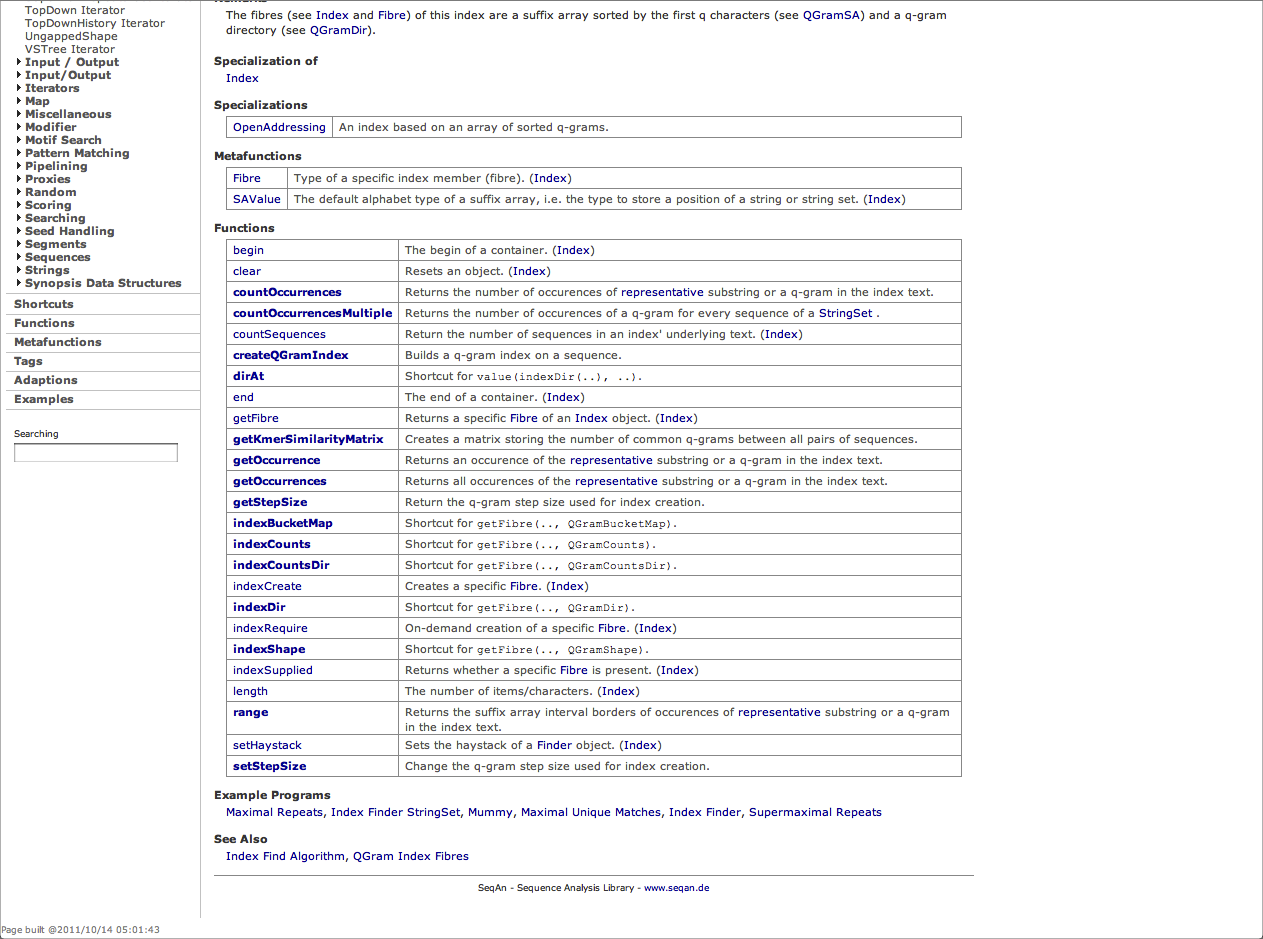 TopDown Iterator
TopDownHistory Iterator
UngappedShape
VSTree Iterator
Input / Output
Input/Output
Iterators
Map
Miscellaneous
Modifier
Motif Search
Pattern Matching
Pipelining
Proxies
Random
Scoring
Searching
Seed Handling
Segments
Sequences
Strings
Synopsis Data Structures
Shortcuts
Functions
Metafunctions
Tags
Adaptions
Examples
Searching
The fibres (see Index and Fibre) of this index are a suffix array sorted by the first q characters (see QGramSA) and a q-gram
directory (see QGramDir).
Specialization of
Index
Specializations
OpenAddressing An index based on an array of sorted q-grams.
Metafunctions
Fibre Type of a specific index member (fibre). (Index)
SAValue The default alphabet type of a suffix array, i.e. the type to store a position of a string or string set. (Index)
Functions
begin The begin of a container. (Index)
clear Resets an object. (Index)
countOccurrences Returns the number of occurences of representative substring or a q-gram in the index text.
countOccurrencesMultiple Returns the number of occurences of a q-gram for every sequence of a StringSet .
countSequences Return the number of sequences in an index' underlying text. (Index)
createQGramIndex Builds a q-gram index on a sequence.
dirAt Shortcut for value(indexDir(..), ..).
end The end of a container. (Index)
getFibre Returns a specific Fibre of an Index object. (Index)
getKmerSimilarityMatrix Creates a matrix storing the number of common q-grams between all pairs of sequences.
getOccurrence Returns an occurence of the representative substring or a q-gram in the index text.
getOccurrences Returns all occurences of the representative substring or a q-gram in the index text.
getStepSize Return the q-gram step size used for index creation.
indexBucketMap Shortcut for getFibre(.., QGramBucketMap).
indexCounts Shortcut for getFibre(.., QGramCounts).
indexCountsDir Shortcut for getFibre(.., QGramCountsDir).
indexCreate Creates a specific Fibre. (Index)
indexDir Shortcut for getFibre(.., QGramDir).
indexRequire On-demand creation of a specific Fibre. (Index)
indexShape Shortcut for getFibre(.., QGramShape).
indexSupplied Returns whether a specific Fibre is present. (Index)
length The number of items/characters. (Index)
range Returns the suffix array interval borders of occurences of representative substring or a q-gram
in the index text.
setHaystack Sets the haystack of a Finder object. (Index)
setStepSize Change the q-gram step size used for index creation.
Example Programs
Maximal Repeats, Index Finder StringSet, Mummy, Maximal Unique Matches, Index Finder, Supermaximal Repeats
See Also
Index Find Algorithm, QGram Index Fibres
SeqAn - Sequence Analysis Library - www.seqan.de
Page built @2011/10/14 05:01:43